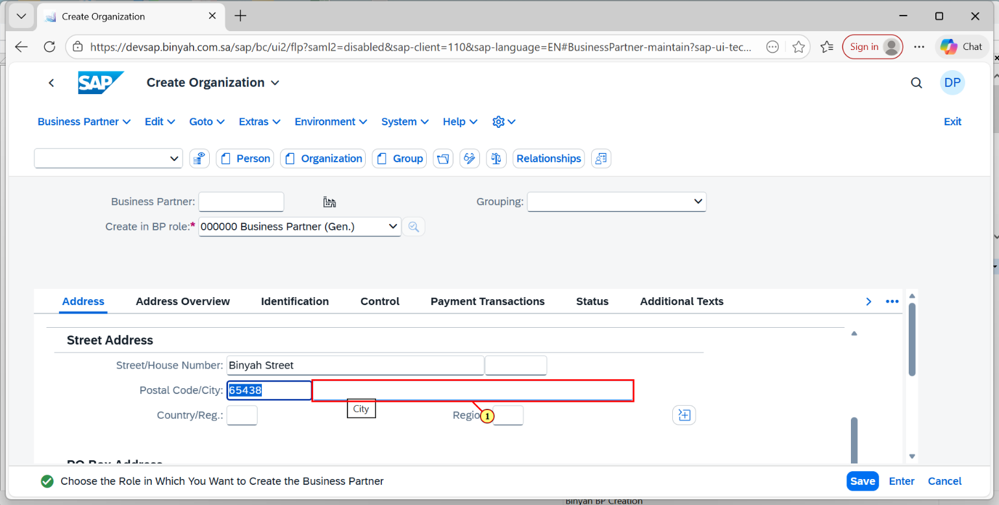 Create Organization
https://devsap.binyah.com.sa/sap/bc/ui2/flp?saml2=disabled&sap-client=110&sap-language=EN#BusinessPartner-maintain?sap-ui-tec...
Sign in
Chat
SAP
Create Organization
DP
Business Partner
Edit
Goto
Extras
Environment
System
Help
Exit
Person
Organization
Group
Relationships
Business Partner:
Grouping:
Create in BP role:* 000000 Business Partner (Gen.)
Address
Address Overview
Identification
Control
Payment Transactions
Status
Additional Texts
Street Address
Street/House Number: Binyah Street
Postal Code/City: 65438
City
Country/Reg.:
Regio
1
PO Box Address
Choose the Role in Which You Want to Create the Business Partner
Save
Enter
Cancel
Binyah BP Creation